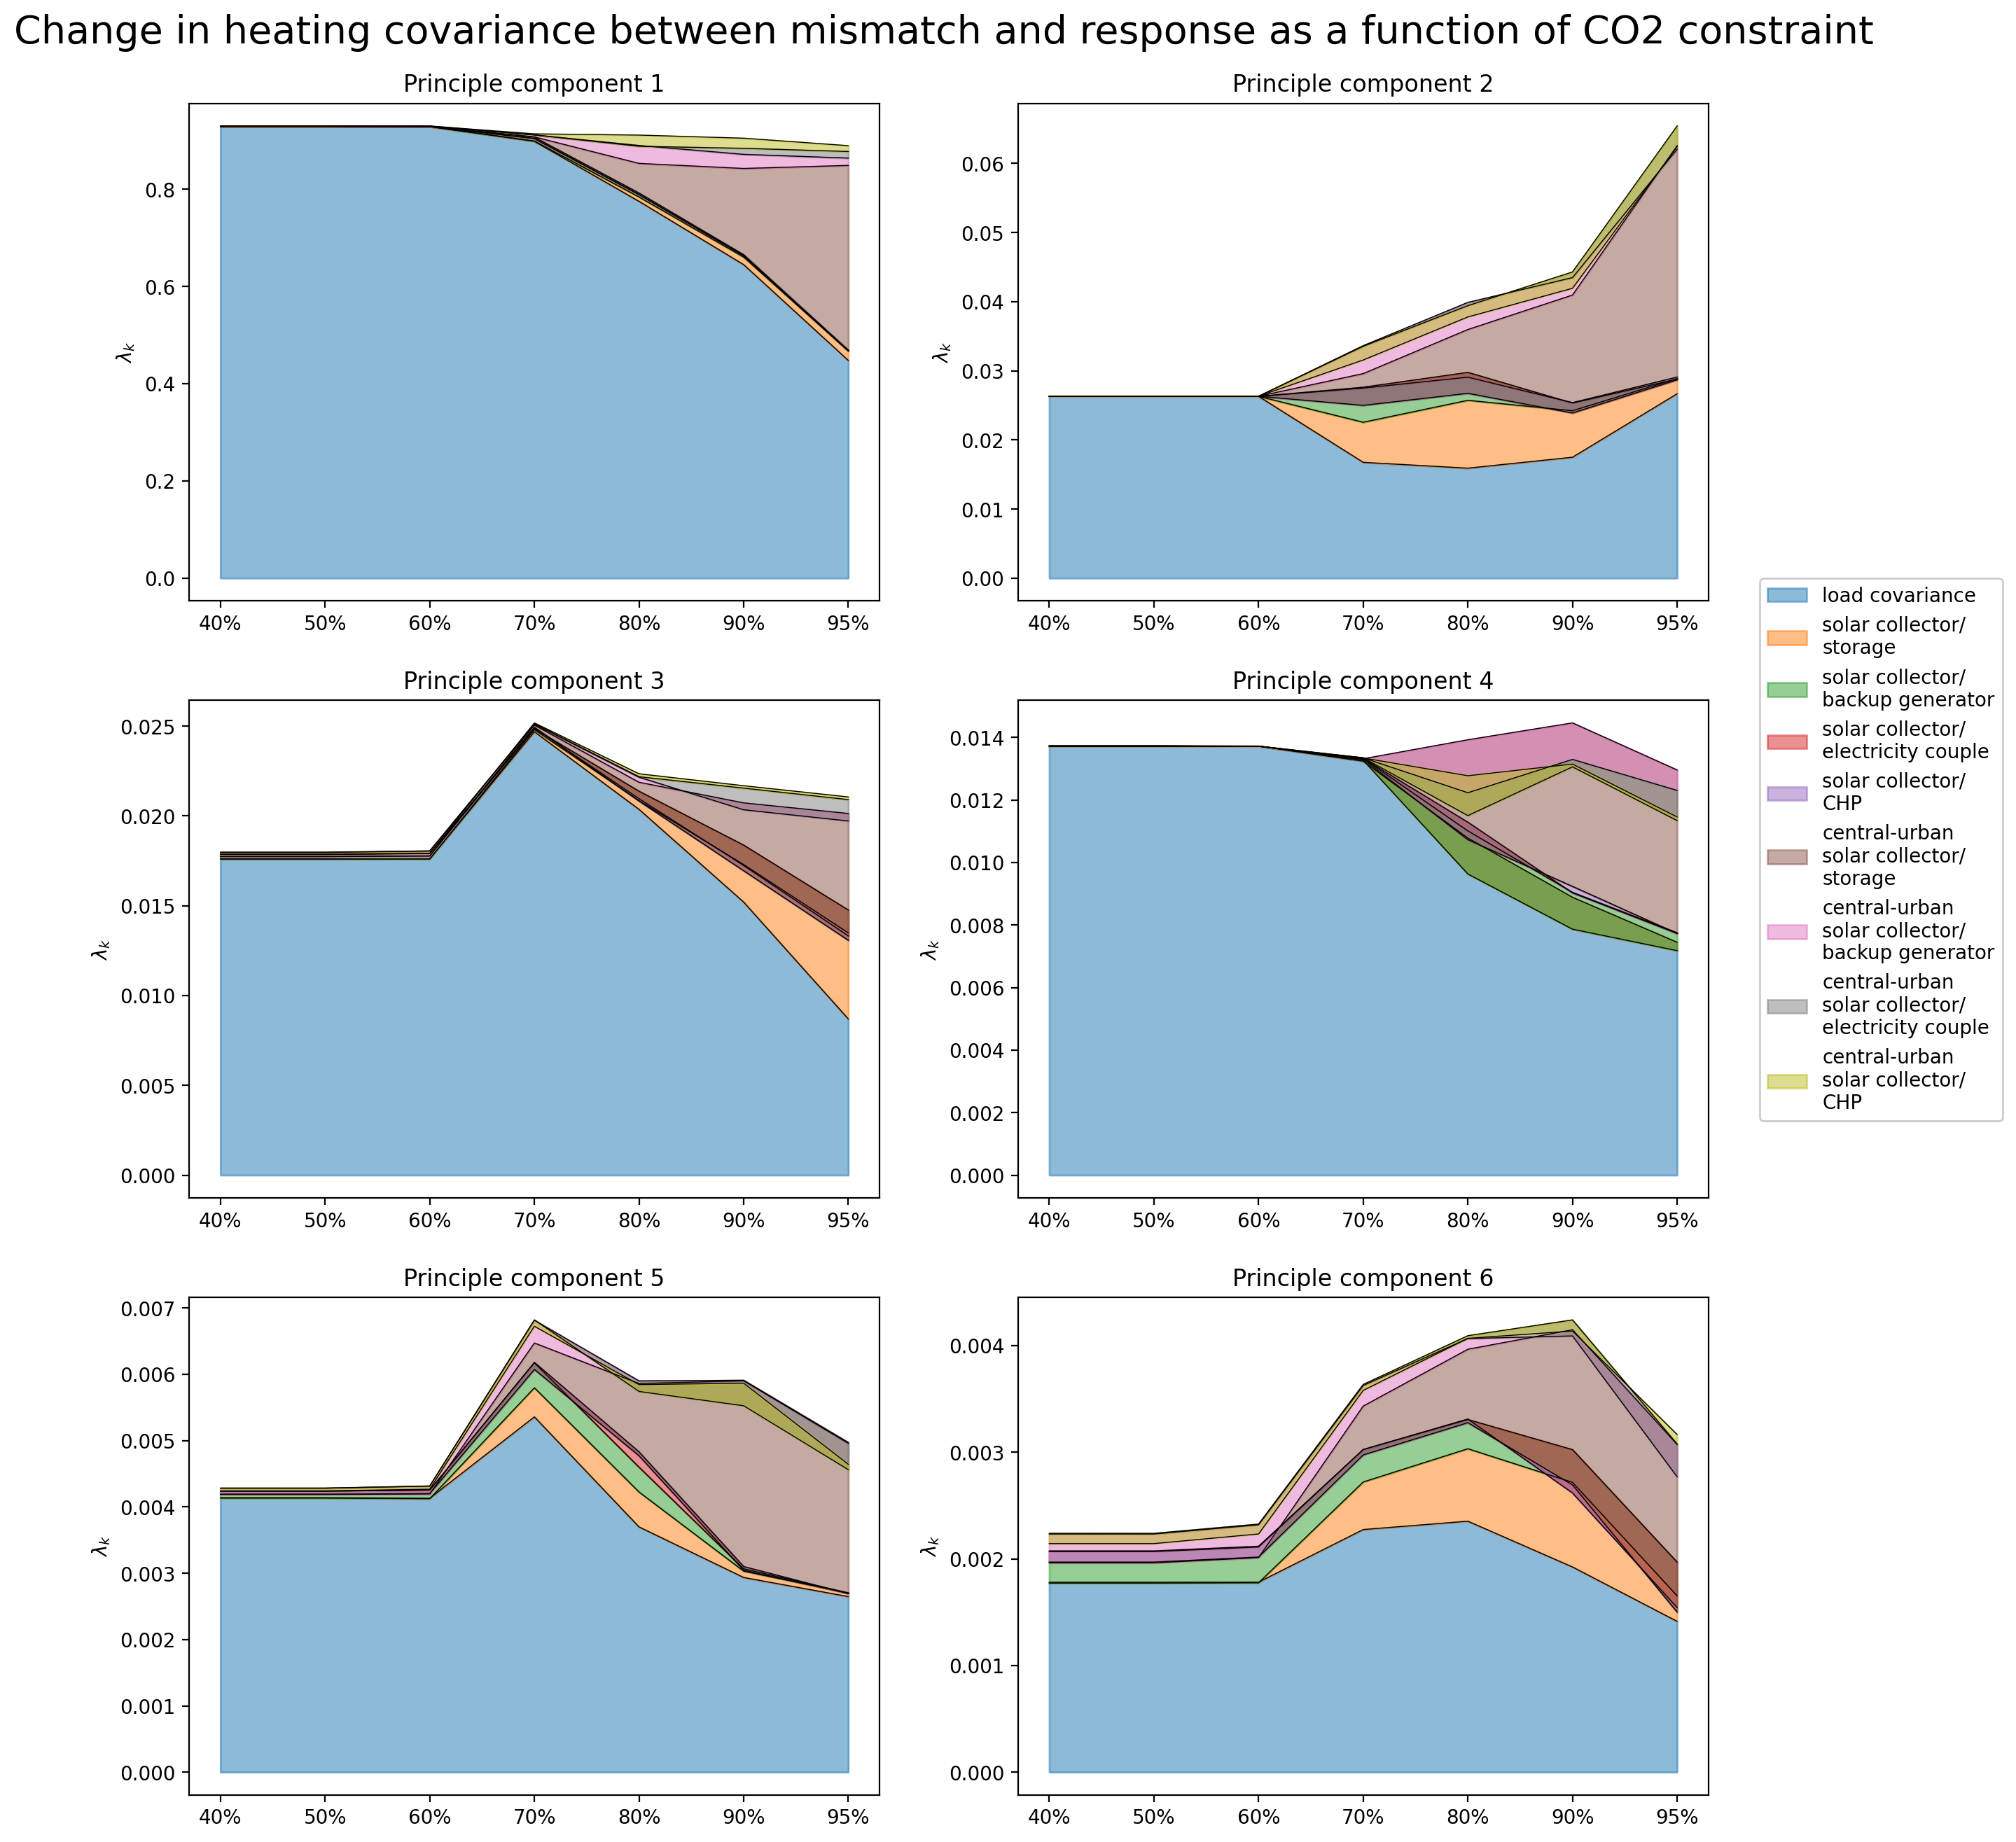 Change in heating covariance between mismatch and response as a function of CO2 constraint
Principle component 1
0.8
0.6
0.4
0.2
0.0
λk
40% 50% 60% 70% 80% 90% 95%
Principle component 2
0.06
0.05
0.04
0.03
0.02
0.01
0.00
λk
40% 50% 60% 70% 80% 90% 95%
Principle component 3
0.025
0.020
0.015
0.010
0.005
0.000
λk
40% 50% 60% 70% 80% 90% 95%
Principle component 4
0.014
0.012
0.010
0.008
0.006
0.004
0.002
0.000
λk
40% 50% 60% 70% 80% 90% 95%
Principle component 5
0.007
0.006
0.005
0.004
0.003
0.002
0.001
0.000
λk
40% 50% 60% 70% 80% 90% 95%
Principle component 6
0.004
0.003
0.002
0.001
0.000
λk
40% 50% 60% 70% 80% 90% 95%
load covariance
solar collector/
storage
solar collector/
backup generator
solar collector/
electricity couple
solar collector/
CHP
central-urban
solar collector/
storage
central-urban
solar collector/
backup generator
central-urban
solar collector/
electricity couple
central-urban
solar collector/
CHP